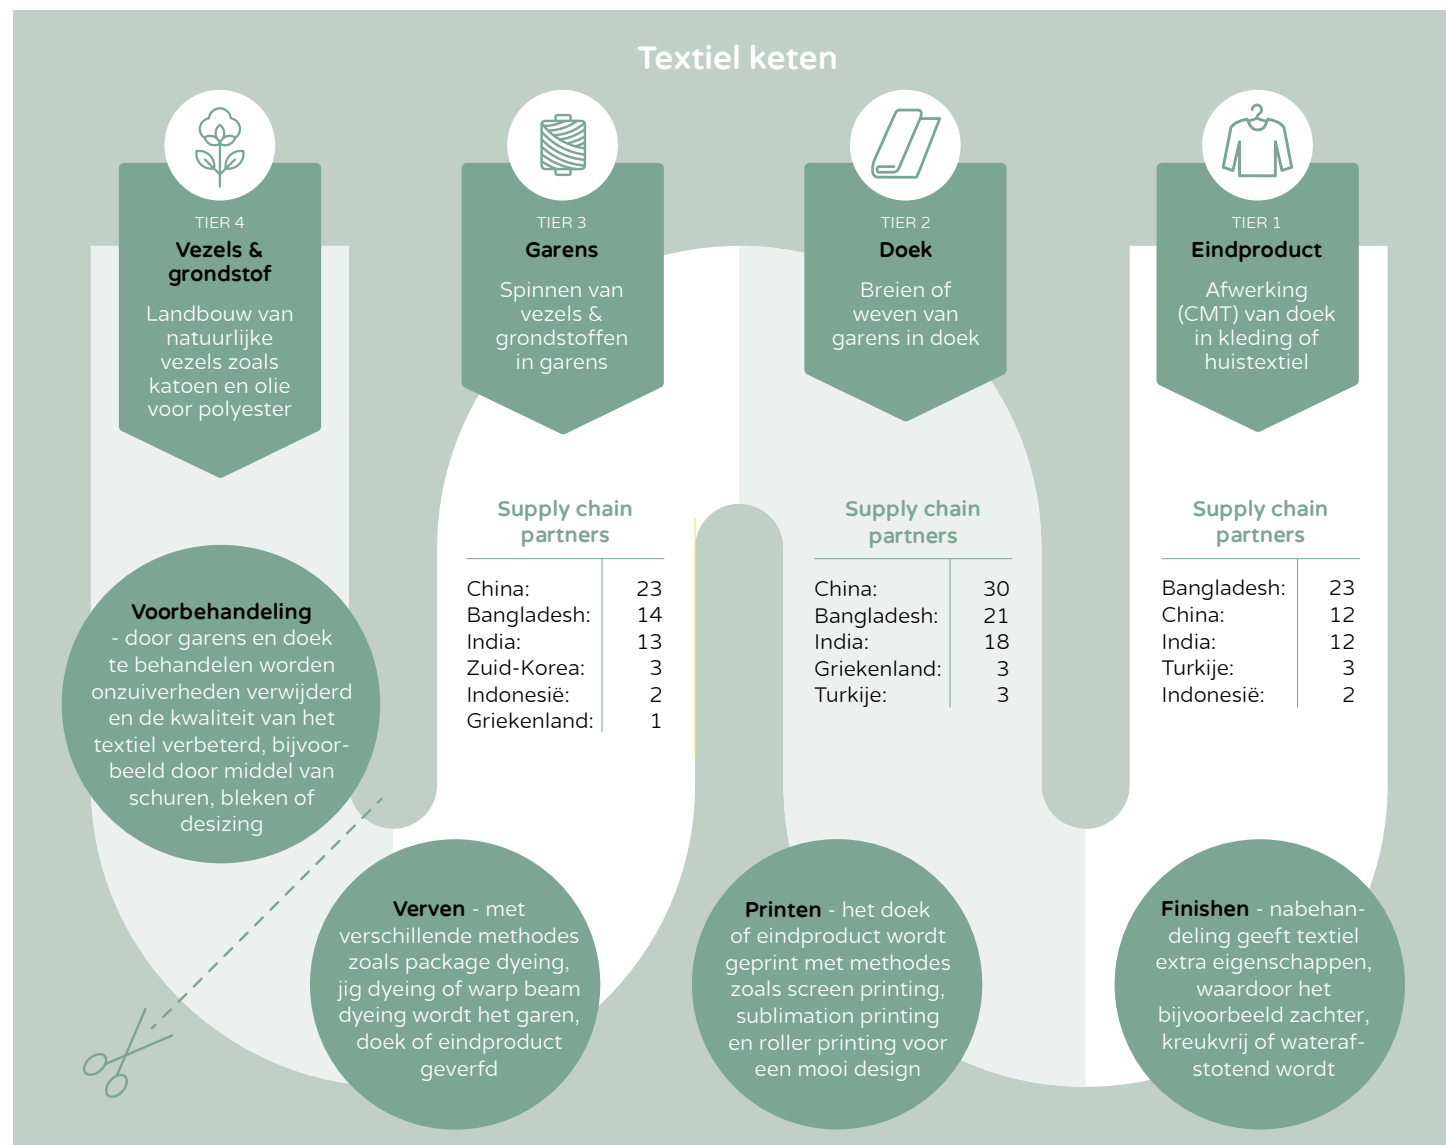 Textiel keten
TIER 4
Vezels &
grondstof
Landbouw van
natuurlijke
vezels zoals
katoen en olie
voor polyester
TIER 3
Garens
Spinnen van
vezels &
grondstoffen
in garens
TIER 2
Doek
Breien of
weven van
garens in doek
TIER 1
Eindproduct
Afwerking
(CMT) van doek
in kleding of
huistextiel
Voorbehandeling
- door garens en doek
te behandelen worden
onzuiverheden verwijderd
en de kwaliteit van het
textiel verbeterd, bijvoor-
beeld door middel van
schuren, bleken of
desizing
Supply chain
partners
China: 23
Bangladesh: 14
India: 13
Zuid-Korea: 3
Indonesië: 2
Griekenland: 1
Supply chain
partners
China: 30
Bangladesh: 21
India: 18
Griekenland: 3
Turkije: 3
Supply chain
partners
Bangladesh: 23
China: 12
India: 12
Turkije: 3
Indonesië: 2
Verven - met
verschillende methodes
zoals package dyeing,
jig dyeing of warp beam
dyeing wordt het garen,
doek of eindproduct
geverfd
Printen - het doek
of eindproduct wordt
geprint met methodes
zoals screen printing,
sublimation printing
en roller printing voor
een mooi design
Finishen - nabehan-
deling geeft textiel
extra eigenschappen,
waardoor het
bijvoorbeeld zachter,
kreukvrij of wateraf-
stotend wordt